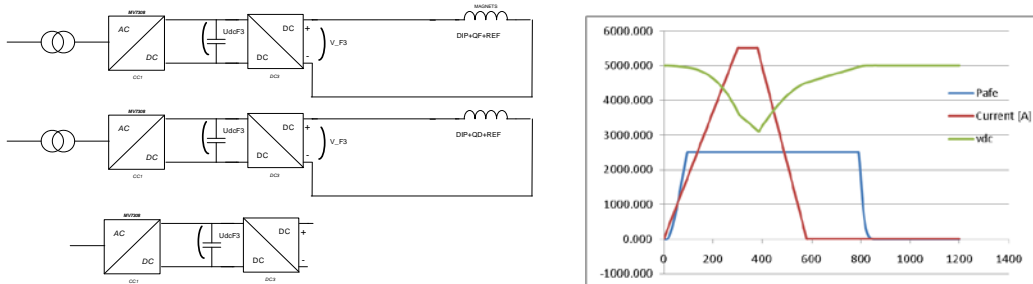 MV7308
AC
DC
CC1
UdcF3
DC
DC
DC3
+
-
V_F3
MAGNETS
DIP+QF+REF
MV7308
AC
DC
CC1
UdcF3
DC
DC
DC3
+
-
V_F3
DIP+QD+REF
MV7308
AC
DC
CC1
UdcF3
DC
DC
DC3
+
-
6000.000
5000.000
4000.000
3000.000
2000.000
1000.000
0.000
-1000.000
0 200 400 600 800 1000 1200 1400
Pafe
Current [A]
vdc